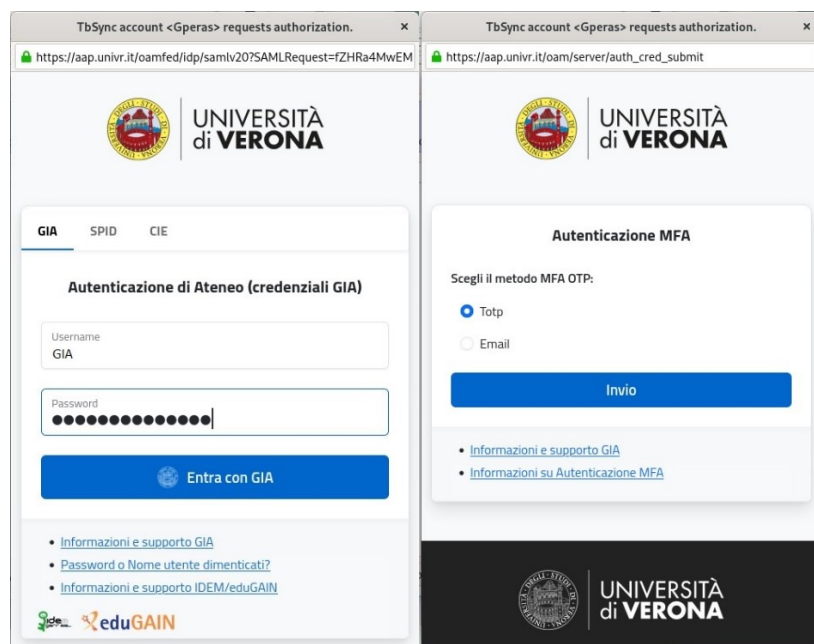 TbSync account <Gperas> requests authorization. ×
https://aap.univr.it/oamfed/idp/samlv20?SAMLRequest=fZHRa4MwEM
UNIVERSITÀ
di VERONA
GIA SPID CIE
Autenticazione di Ateneo (credenziali GIA)
Username
GIA
Password
●●●●●●●●●●●●●●
Entra con GIA
• Informazioni e supporto GIA
• Password o Nome utente dimenticati?
• Informazioni e supporto IDEM/eduGAIN
eduGAIN
TbSync account <Gperas> requests authorization. ×
https://aap.univr.it/oam/server/auth_cred_submit
UNIVERSITÀ
di VERONA
Autenticazione MFA
Scegli il metodo MFA OTP:
Totp
Email
Invio
• Informazioni e supporto GIA
• Informazioni su Autenticazione MFA
UNIVERSITÀ
di VERONA